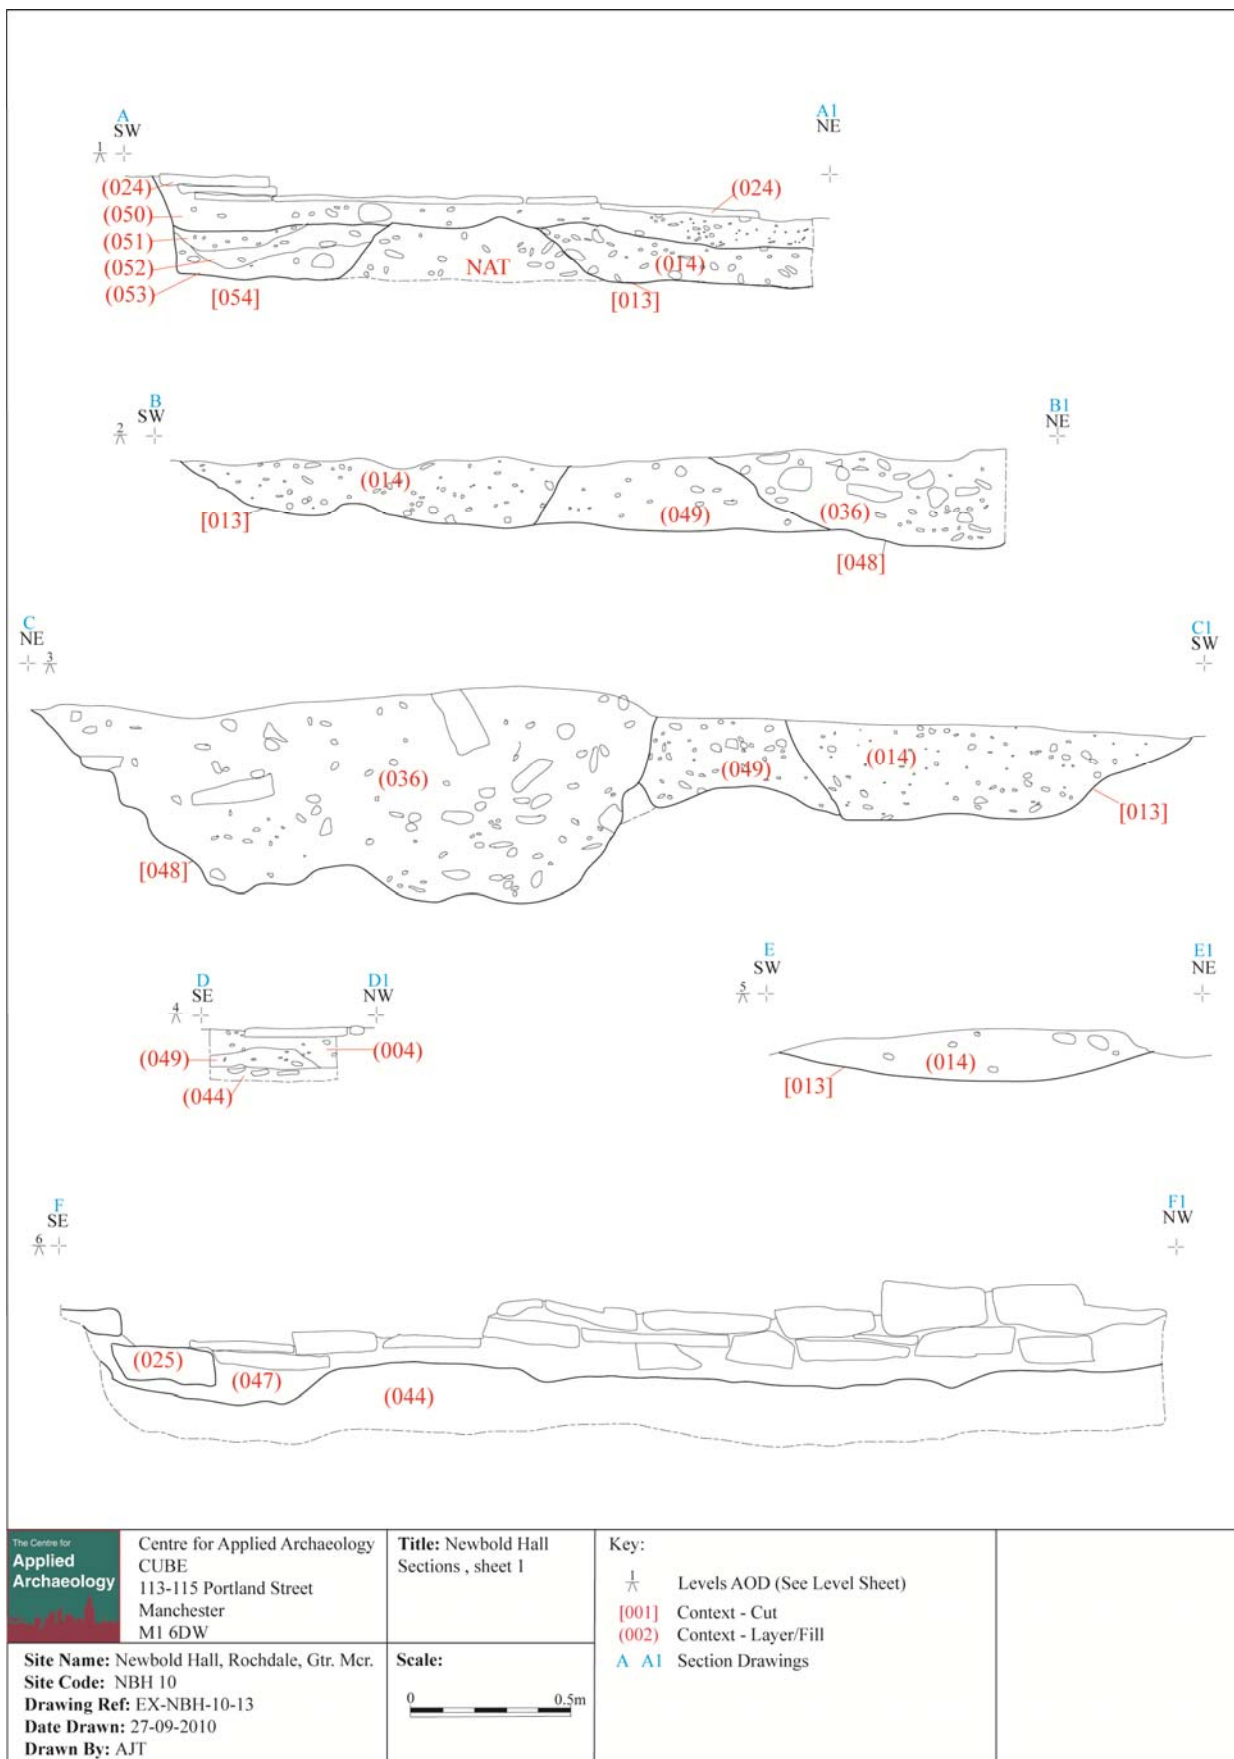 A
SW
1
A1
NE
(024)
(050)
(051)
(052)
(053)
[054]
NAT
(024)
(014)
[013]
B
SW
2
B1
NE
(014)
[013]
(049)
(036)
[048]
C
NE
3
C1
SW
(036)
[048]
(049)
(014)
[013]
D
SE
4
D1
NW
(049)
(004)
(044)
E
SW
5
E1
NE
(014)
[013]
F
SE
6
F1
NW
(025)
(047)
(044)
The Centre for
Applied
Archaeology
Centre for Applied Archaeology
CUBE
113-115 Portland Street
Manchester
M1 6DW
Title: Newbold Hall
Sections , sheet 1
Key:
1 Levels AOD (See Level Sheet)
[001] Context - Cut
(002) Context - Layer/Fill
A A1 Section Drawings
Site Name: Newbold Hall, Rochdale, Gtr. Mcr.
Site Code: NBH 10
Drawing Ref: EX-NBH-10-13
Date Drawn: 27-09-2010
Drawn By: AJT
Scale:
0 0.5m